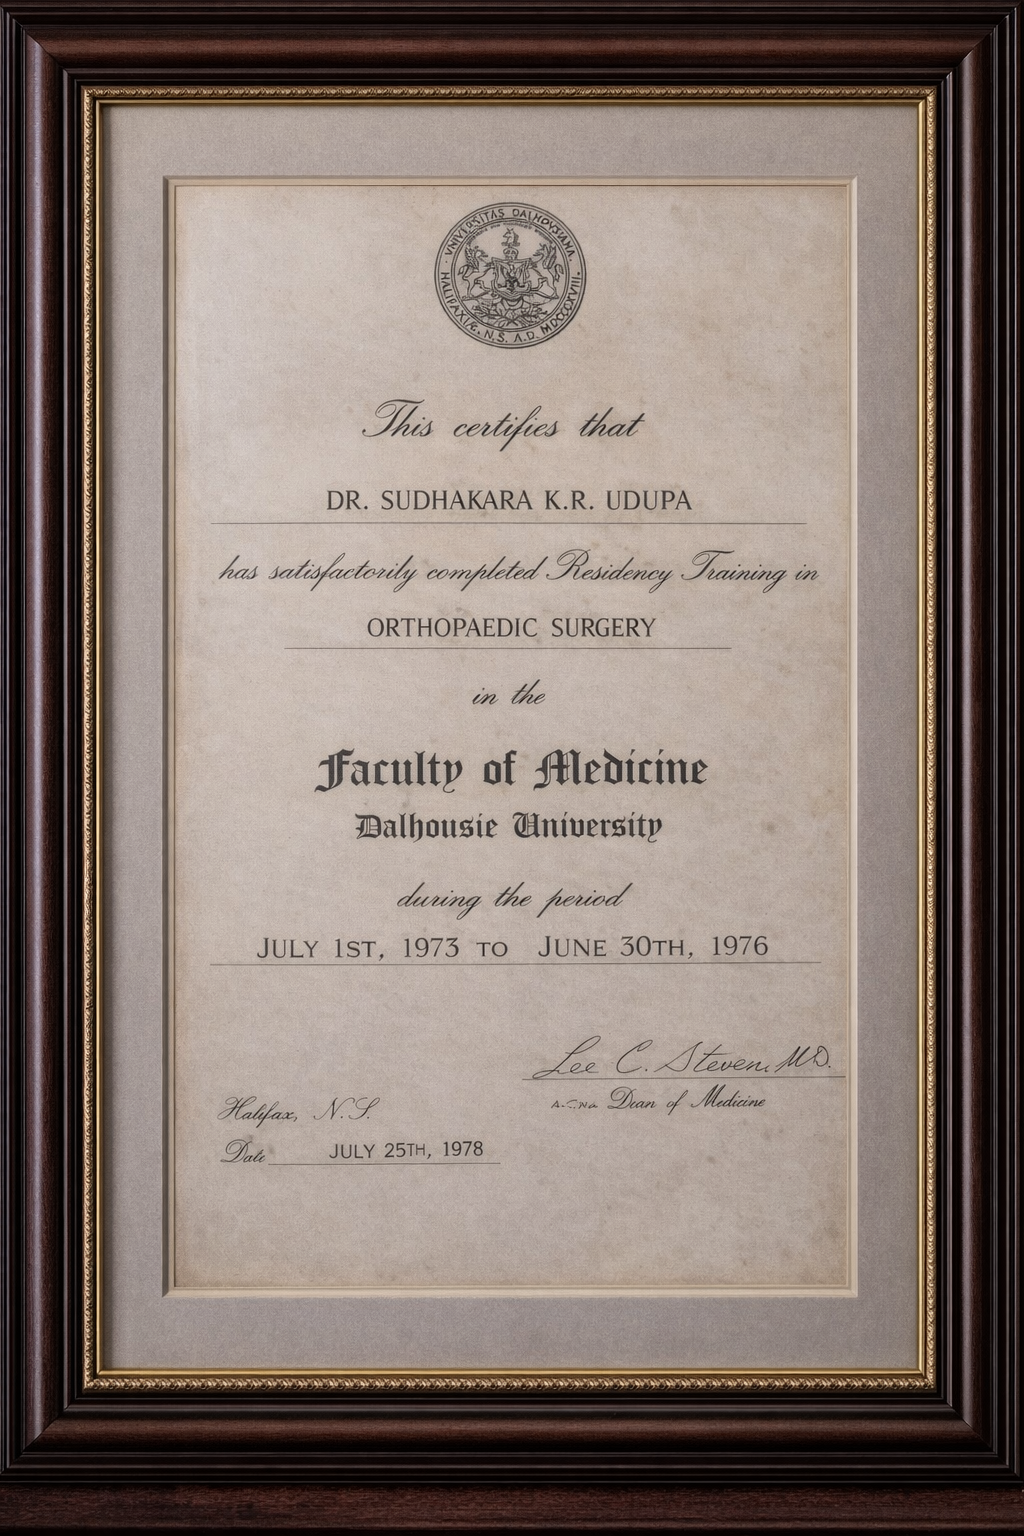 UNIVERSITAS DALHOUSIANA.
HALIFAXIÆ. N.S. A.D. MDCCCXVIII.
This certifies that
DR. SUDHAKARA K.R. UDUPA
has satisfactorily completed Residency Training in
ORTHOPAEDIC SURGERY
in the
Faculty of Medicine
Dalhousie University
during the period
JULY 1ST, 1973 TO JUNE 30TH, 1976
Lee C. Steven, M.D.
Dean of Medicine
Halifax, N.S.
Date JULY 25TH, 1978